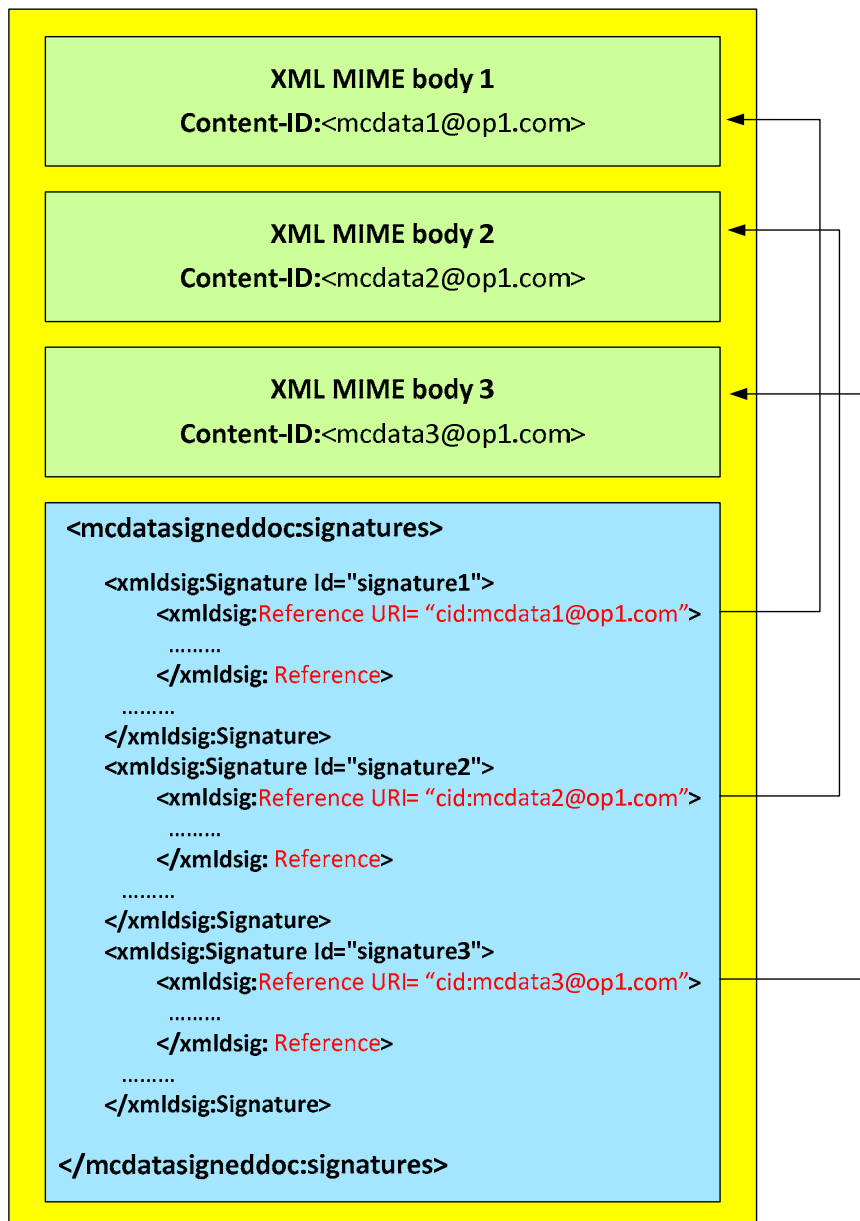 XML MIME body 1
Content-ID:<mcdata1@op1.com>
XML MIME body 2
Content-ID:<mcdata2@op1.com>
XML MIME body 3
Content-ID:<mcdata3@op1.com>
<mcdatasigneddoc:signatures>
<xmldsig:Signature Id="signature1">
<xmldsig:Reference URI= “cid:mcdata1@op1.com”>
.........
</xmldsig: Reference>
.........
</xmldsig:Signature>
<xmldsig:Signature Id="signature2">
<xmldsig:Reference URI= “cid:mcdata2@op1.com”>
.........
</xmldsig: Reference>
.........
</xmldsig:Signature>
<xmldsig:Signature Id="signature3">
<xmldsig:Reference URI= “cid:mcdata3@op1.com”>
.........
</xmldsig: Reference>
.........
</xmldsig:Signature>
</mcdatasigneddoc:signatures>